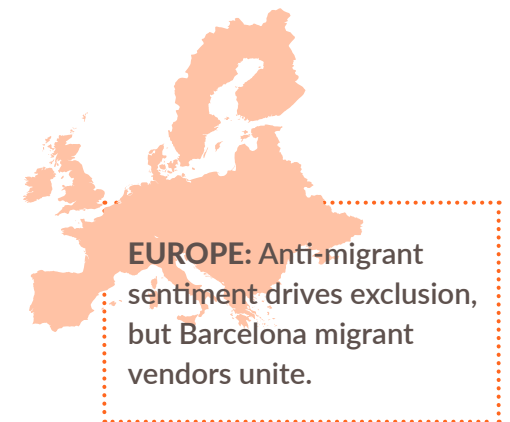 EUROPE: Anti-migrant
sentiment drives exclusion,
but Barcelona migrant
vendors unite.